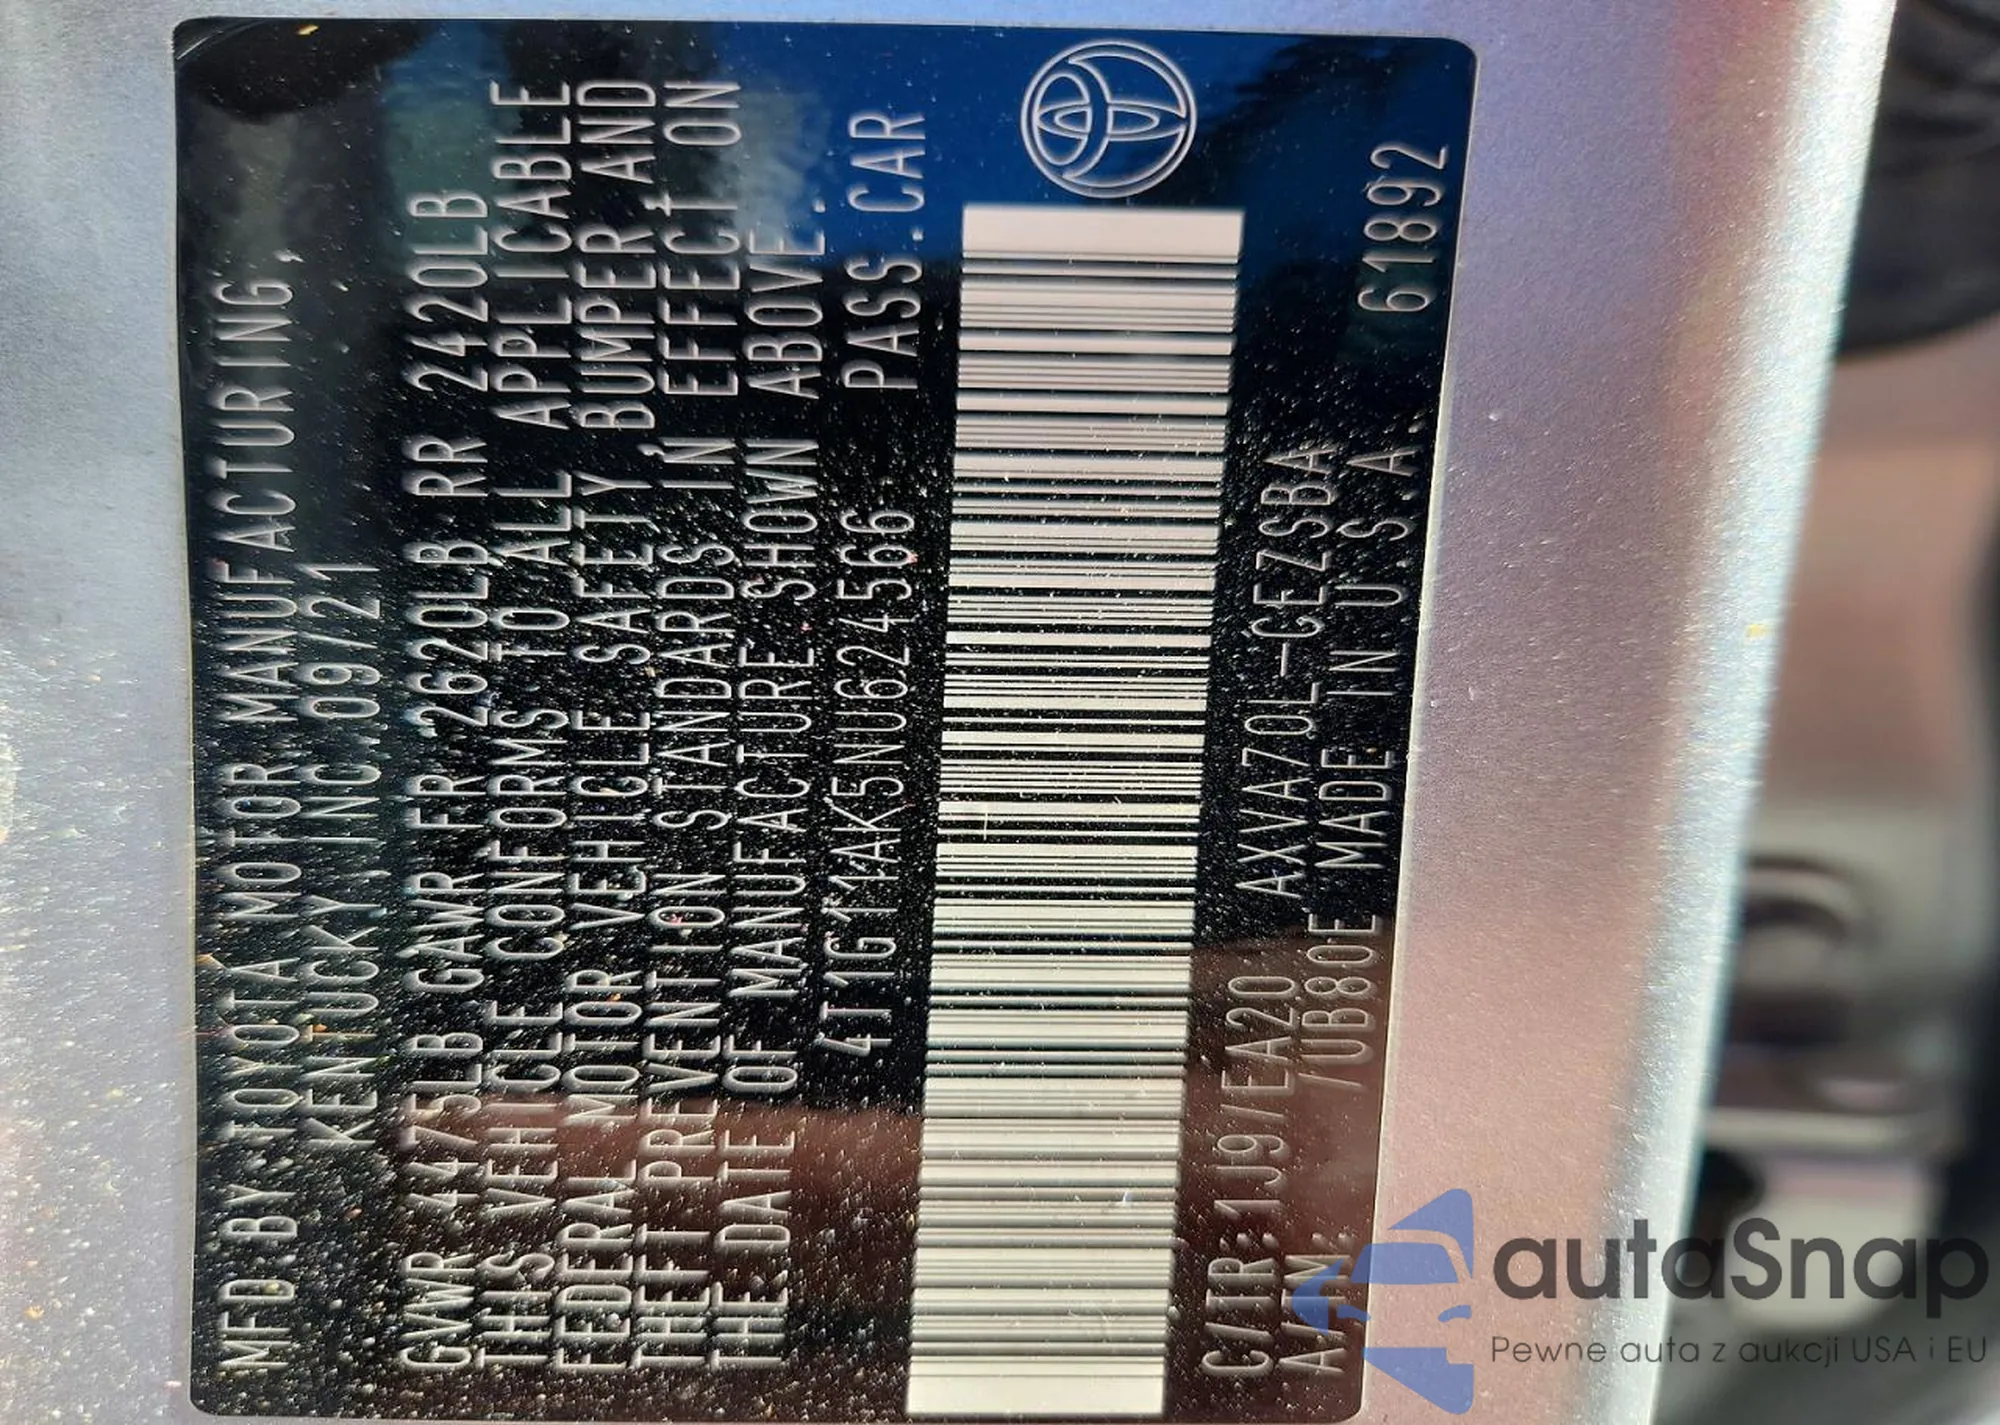 MFD.BY:TOYOTA MOTOR MANUFACTURING,
KENTUCKY,INC.09/21
GVWR 4475LB GAWR FR 2620LB RR 2420LB
THIS VEHICLE CONFORMS TO ALL APPLICABLE
FEDERAL MOTOR VEHICLE SAFETY, BUMPER AND
THEFT PREVENTION STANDARDS IN EFFECT ON
THE DATE OF MANUFACTURE SHOWN ABOVE.
4T1G11AK5NU624566 PASS.CAR
C/TR:1J9/EA20 AXVA70L-CEZSBA
A/TN: /UB80E MADE IN U.S.A. 61892
autaSnap
Pewne auta z aukcji USA i EU